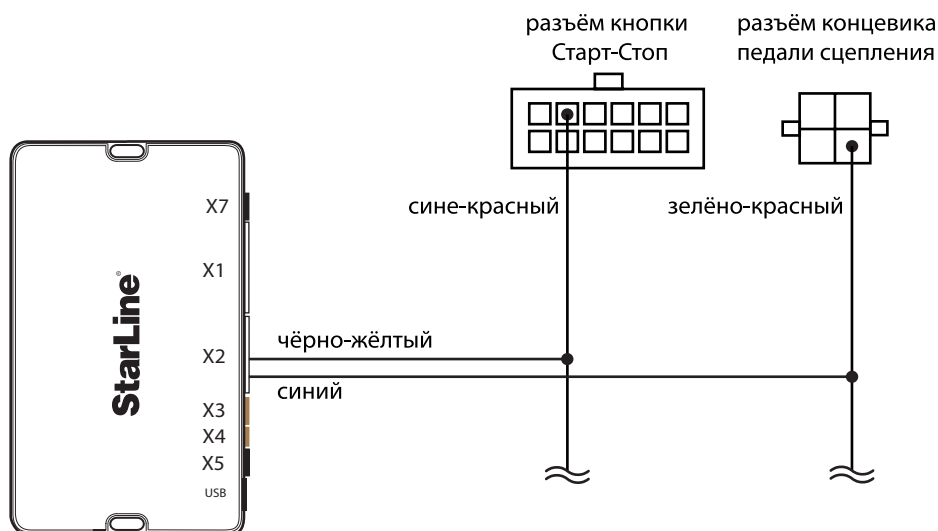 разъём кнопки
Старт-Стоп
разъём концевика
педали сцепления
сине-красный
зелёно-красный
X7
X1
StarLine®
чёрно-жёлтый
X2
синий
X3
X4
X5
USB